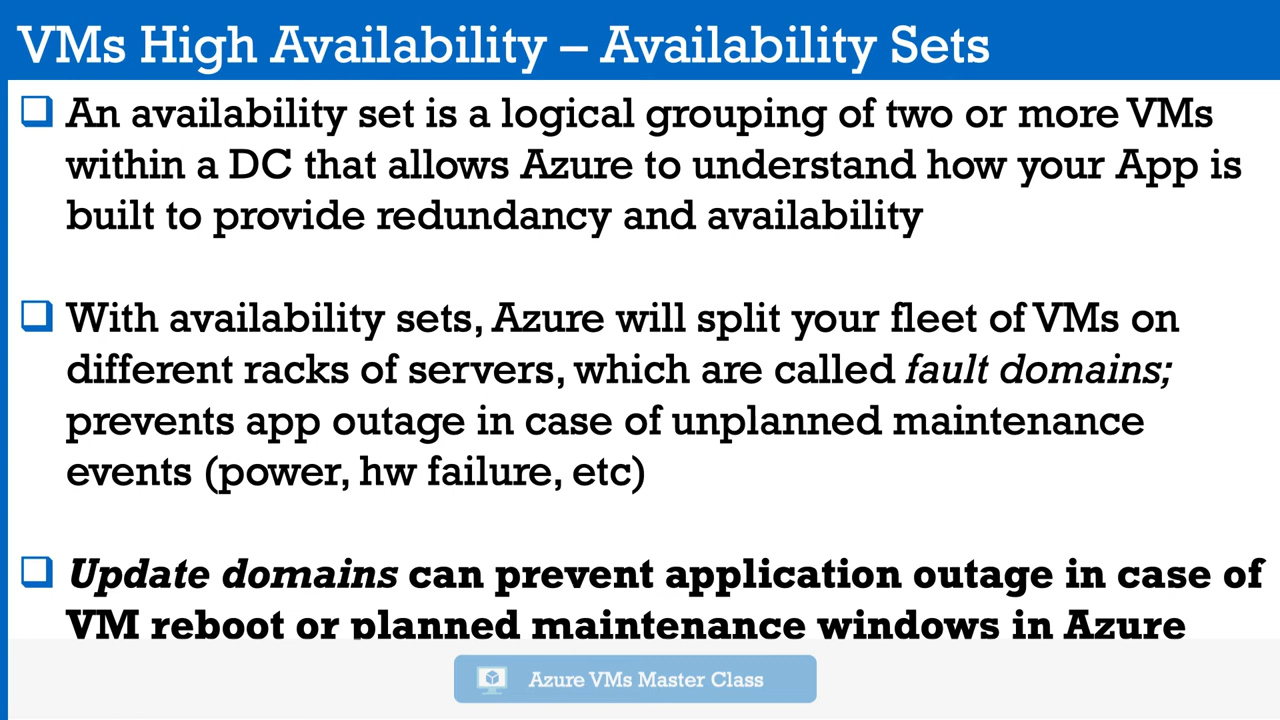 VMs High Availability – Availability Sets
An availability set is a logical grouping of two or more VMs
within a DC that allows Azure to understand how your App is
built to provide redundancy and availability
With availability sets, Azure will split your fleet of VMs on
different racks of servers, which are called fault domains;
prevents app outage in case of unplanned maintenance
events (power, hw failure, etc)
Update domains can prevent application outage in case of
VM reboot or planned maintenance windows in Azure
Azure VMs Master Class